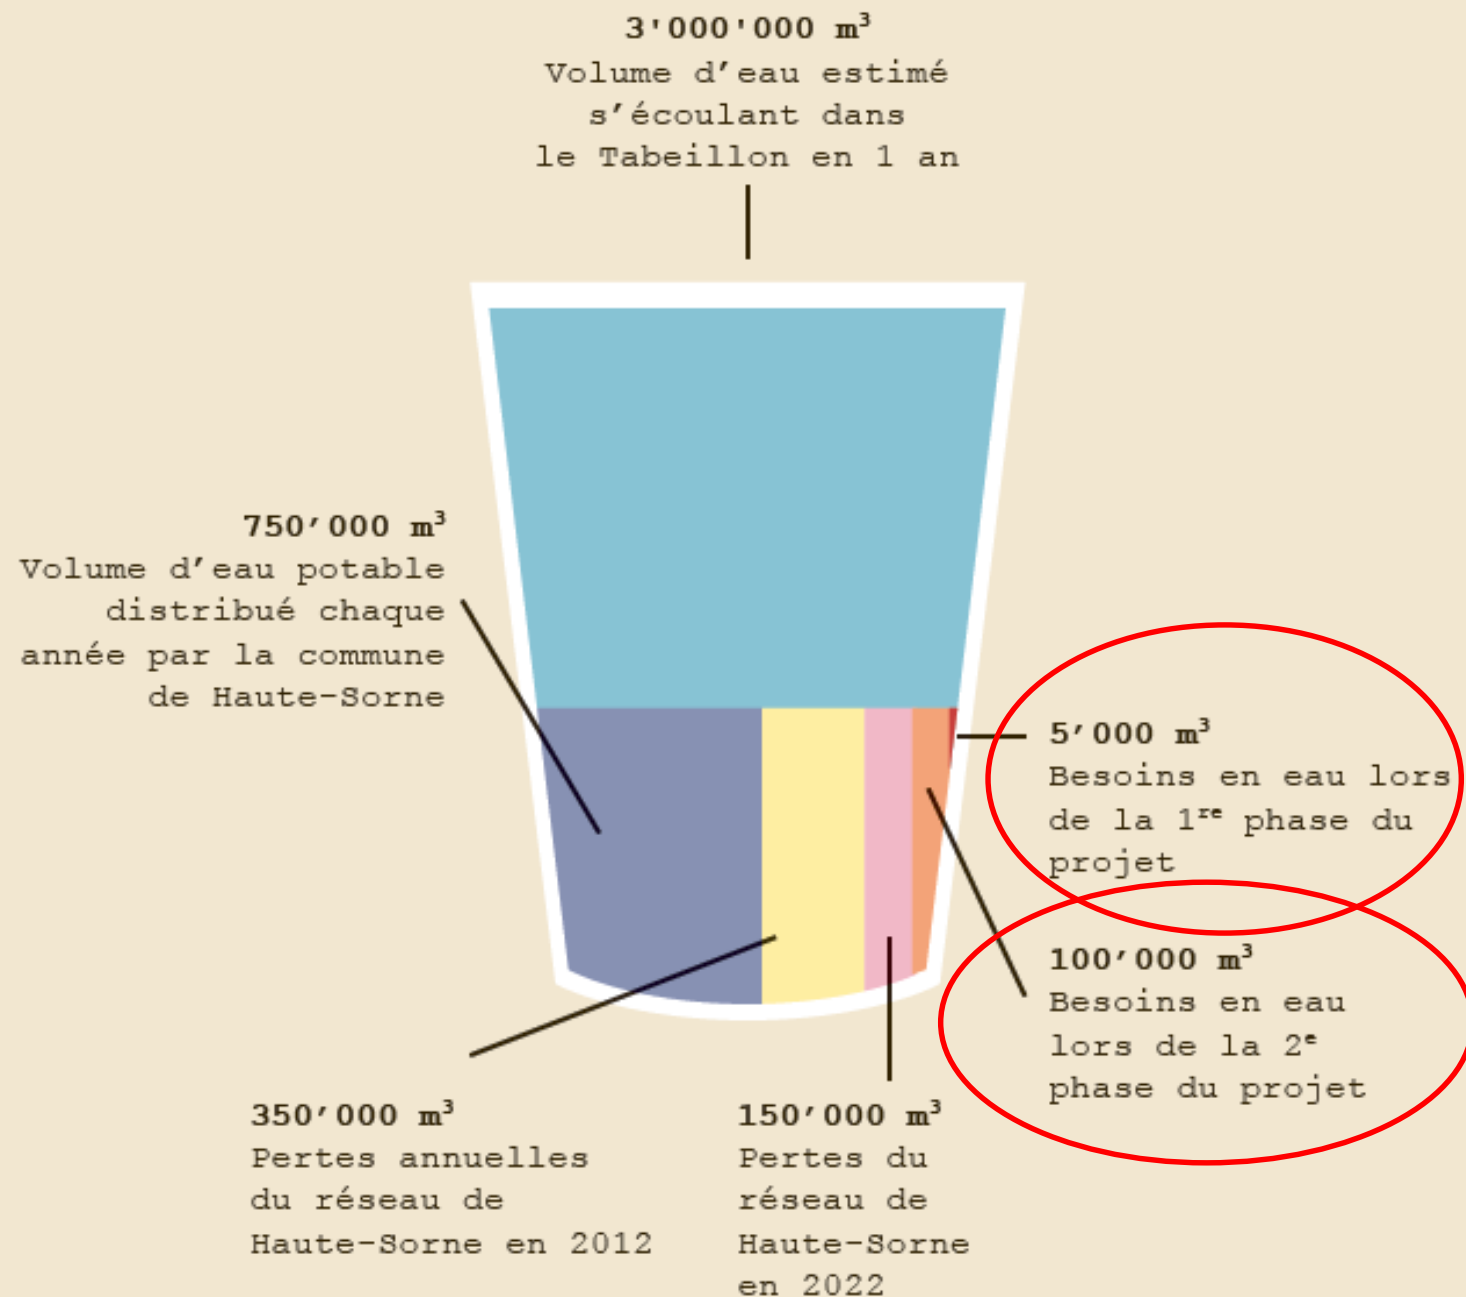 3'000'000 m³
Volume d’eau estimé
s’écoulant dans
le Tabeillon en 1 an
750’000 m³
Volume d’eau potable
distribué chaque
année par la commune
de Haute-Sorne
5’000 m³
Besoins en eau lors
de la 1ʳᵉ phase du
projet
100’000 m³
Besoins en eau
lors de la 2ᵉ
phase du projet
350’000 m³
Pertes annuelles
du réseau de
Haute-Sorne en 2012
150’000 m³
Pertes du
réseau de
Haute-Sorne
en 2022